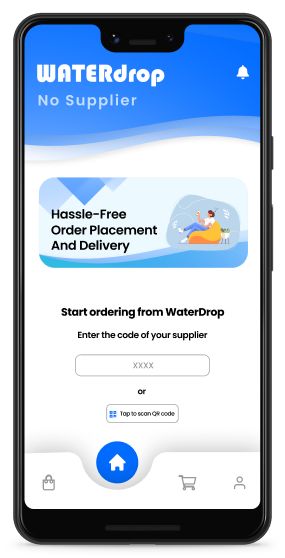 WATERdrop
No Supplier
Hassle-Free
Order Placement
And Delivery
Start ordering from WaterDrop
Enter the code of your supplier
XXXX
or
Tap to scan QR code